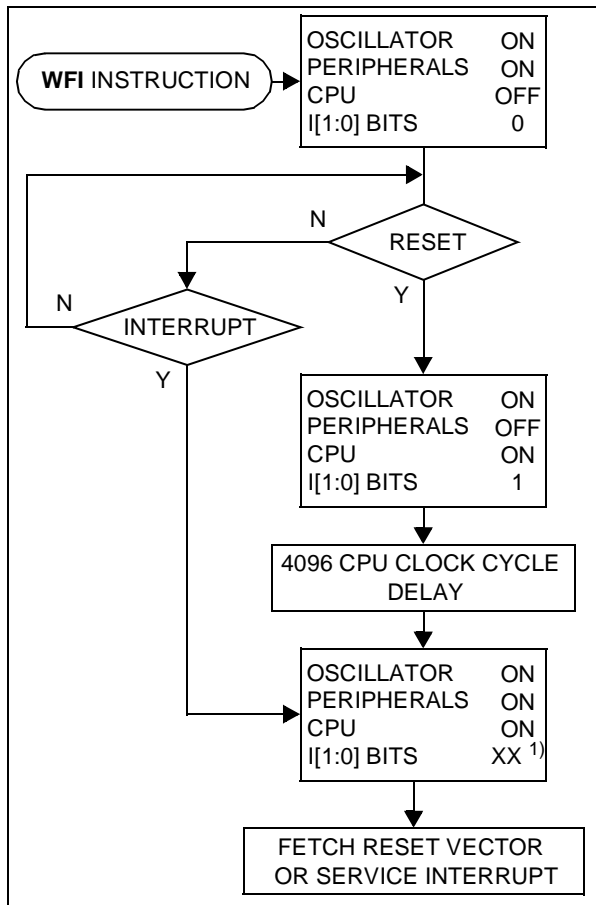 WFI INSTRUCTION
OSCILLATOR ON
PERIPHERALS ON
CPU OFF
I[1:0] BITS 0
N
RESET
Y
N
INTERRUPT
Y
OSCILLATOR ON
PERIPHERALS OFF
CPU ON
I[1:0] BITS 1
4096 CPU CLOCK CYCLE
DELAY
OSCILLATOR ON
PERIPHERALS ON
CPU ON
I[1:0] BITS XX 1)
FETCH RESET VECTOR
OR SERVICE INTERRUPT